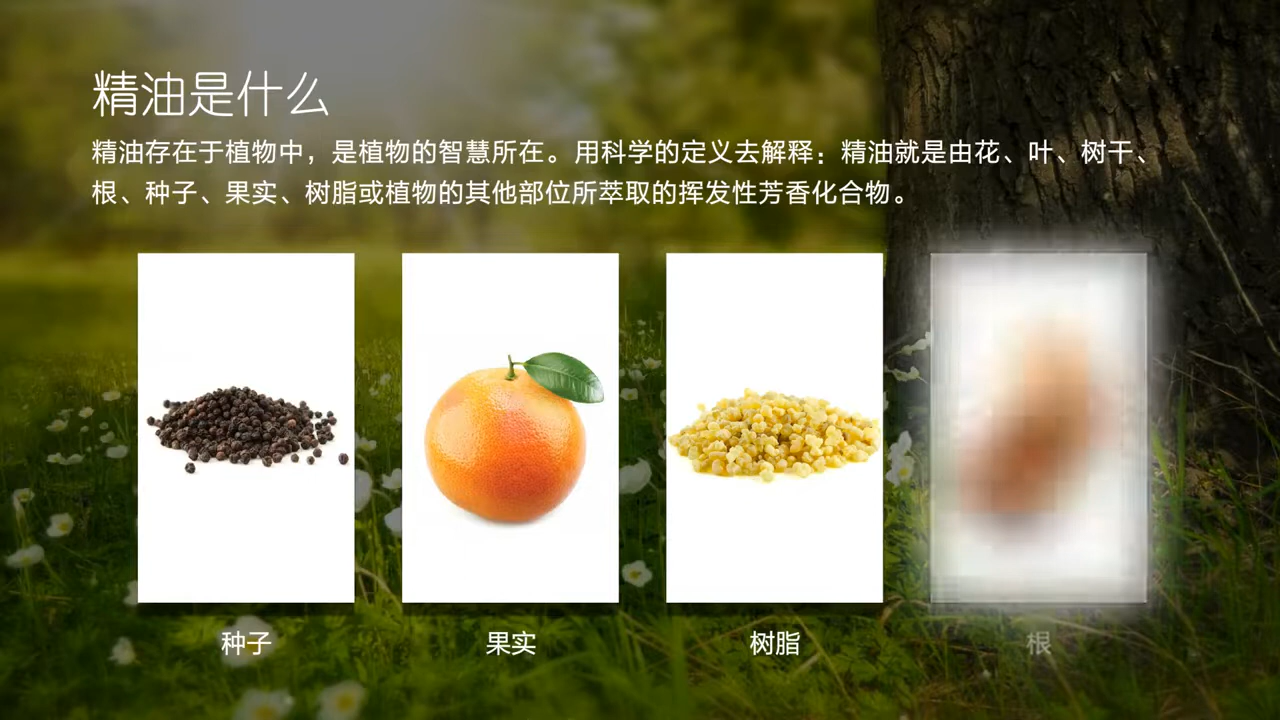 精油是什么
精油存在于植物中，是植物的智慧所在。用科学的定义去解释：精油就是由花、叶、树干、
根、种子、果实、树脂或植物的其他部位所萃取的挥发性芳香化合物。
种子
果实
树脂
根